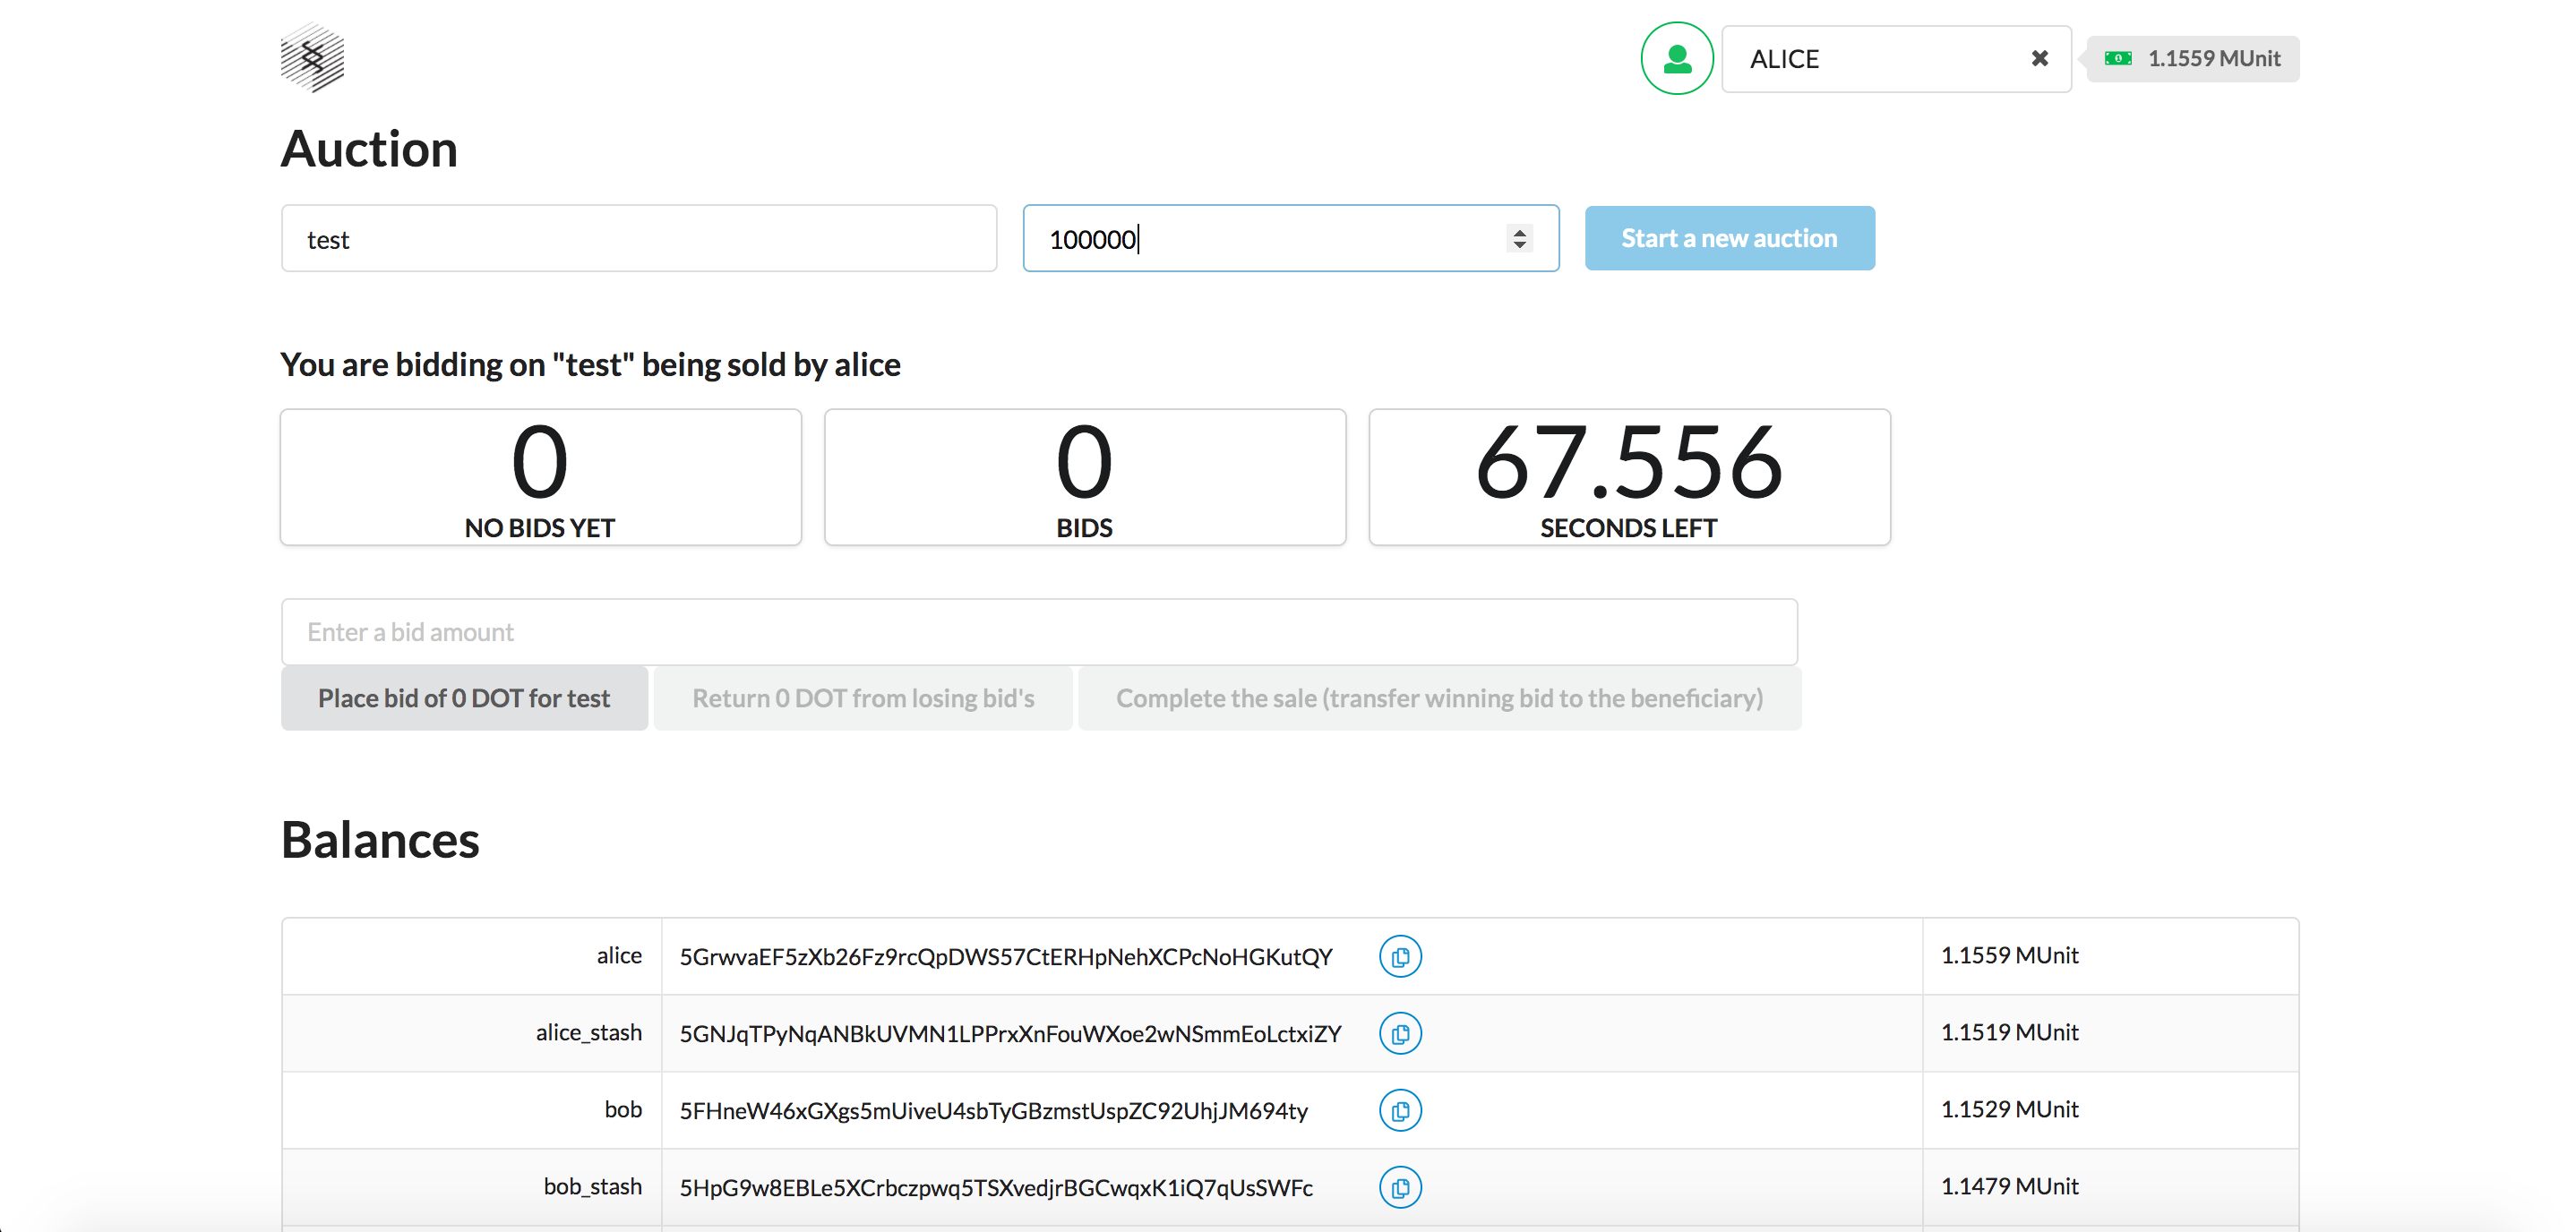 ALICE
1.1559 MUnit
Auction
test
100000
Start a new auction
You are bidding on "test" being sold by alice
0
NO BIDS YET
0
BIDS
67.556
SECONDS LEFT
Enter a bid amount
Place bid of 0 DOT for test
Return 0 DOT from losing bid's
Complete the sale (transfer winning bid to the beneficiary)
Balances
alice 5GrwvaEF5zXb26Fz9rcQpDWS57CtERHpNehXCPcNoHGKutQY 1.1559 MUnit
alice_stash 5GNJqTPyNqANBkUVMN1LPPrxXnFouWXoe2wNSmmEoLctxiZY 1.1519 MUnit
bob 5FHneW46xGXgs5mUiveU4sbTyGBzmstUspZC92UhjJM694ty 1.1529 MUnit
bob_stash 5HpG9w8EBLe5XCrbczpwq5TSXvedjrBGCwqxK1iQ7qUsSWFc 1.1479 MUnit